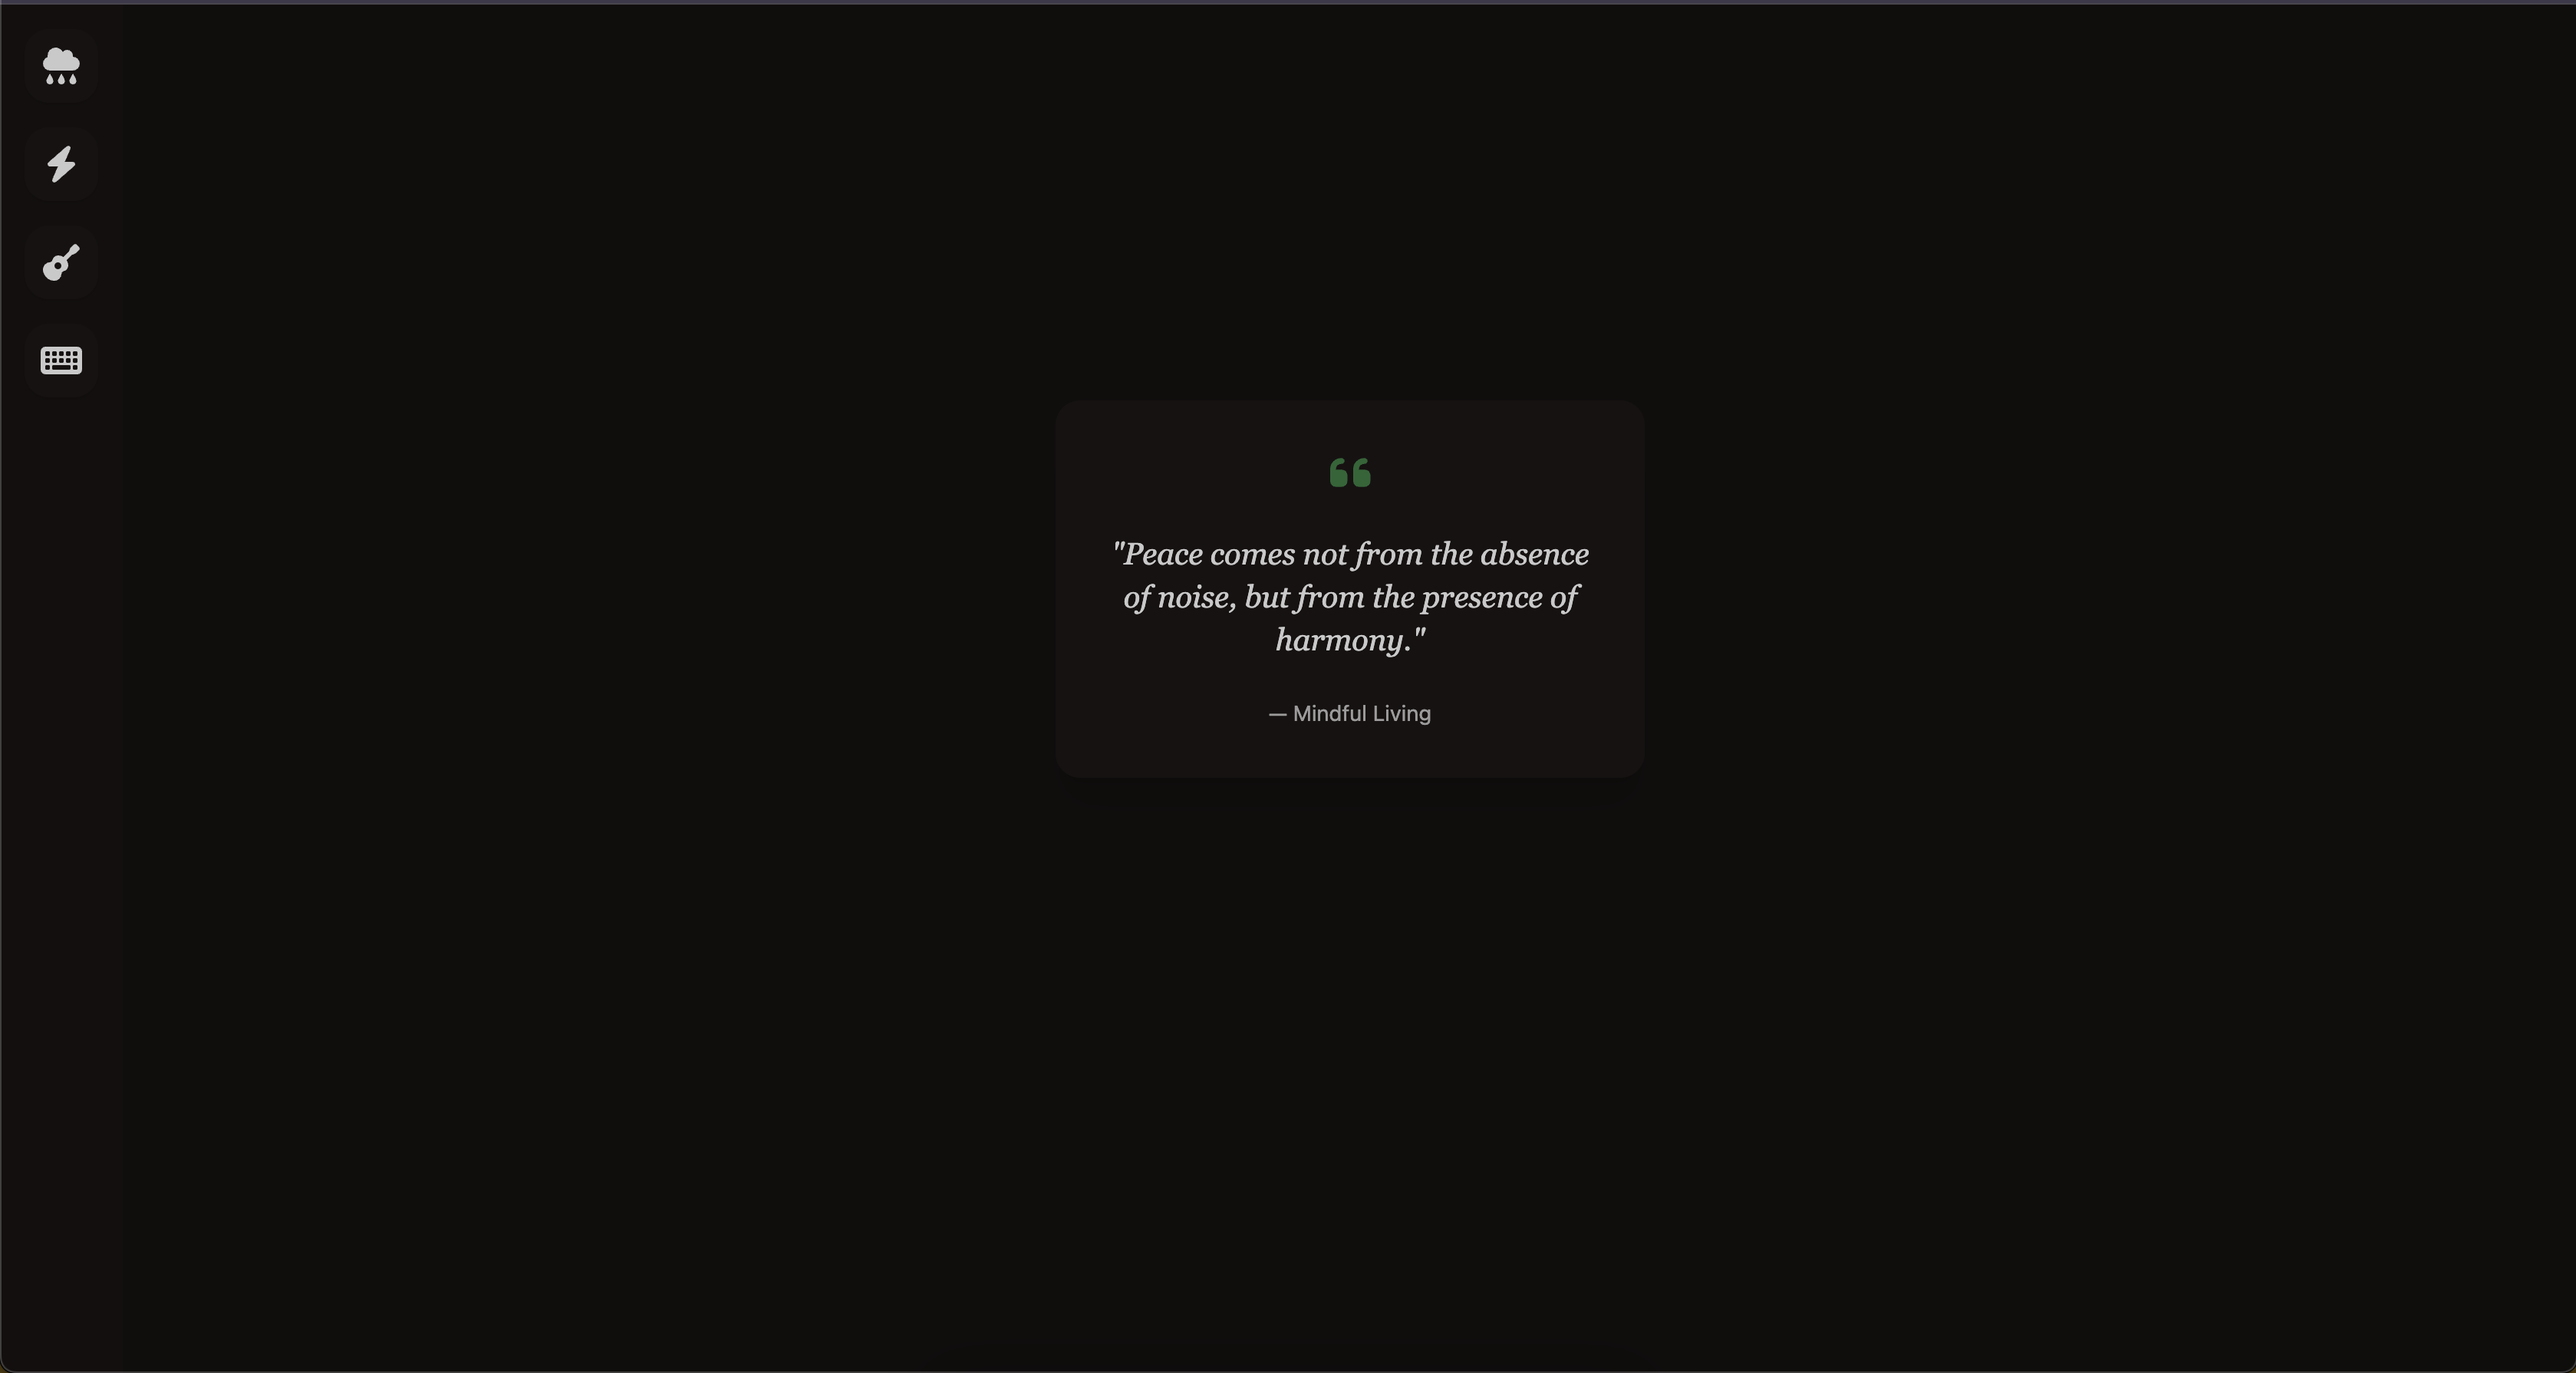 "Peace comes not from the absence
of noise, but from the presence of
harmony."
— Mindful Living